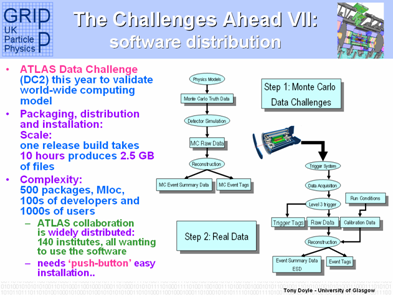 GRID
UK
Particle
Physics
P
The Challenges Ahead VII:
software distribution
• ATLAS Data Challenge
(DC2) this year to validate
world-wide computing
model
• Packaging, distribution
and installation:
Scale:
one release build takes
10 hours produces 2.5 GB
of files
• Complexity:
500 packages, Mloc,
100s of developers and
1000s of users
– ATLAS collaboration
is widely distributed:
140 institutes, all wanting
to use the software
– needs 'push-button' easy
installation..
Physics Models
Monte Carlo Truth Data
Detector Simulation
MC Raw Data
Reconstruction
MC Event Summary Data
MC Event Tags
Step 1: Monte Carlo
Data Challenges
Step 2: Real Data
Trigger System
Data Acquisition
Run Conditions
Level 3 trigger
Trigger Tags
Raw Data
Calibration Data
Reconstruction
Event Summary Data
ESD
Event Tags
Tony Doyle - University of Glasgow